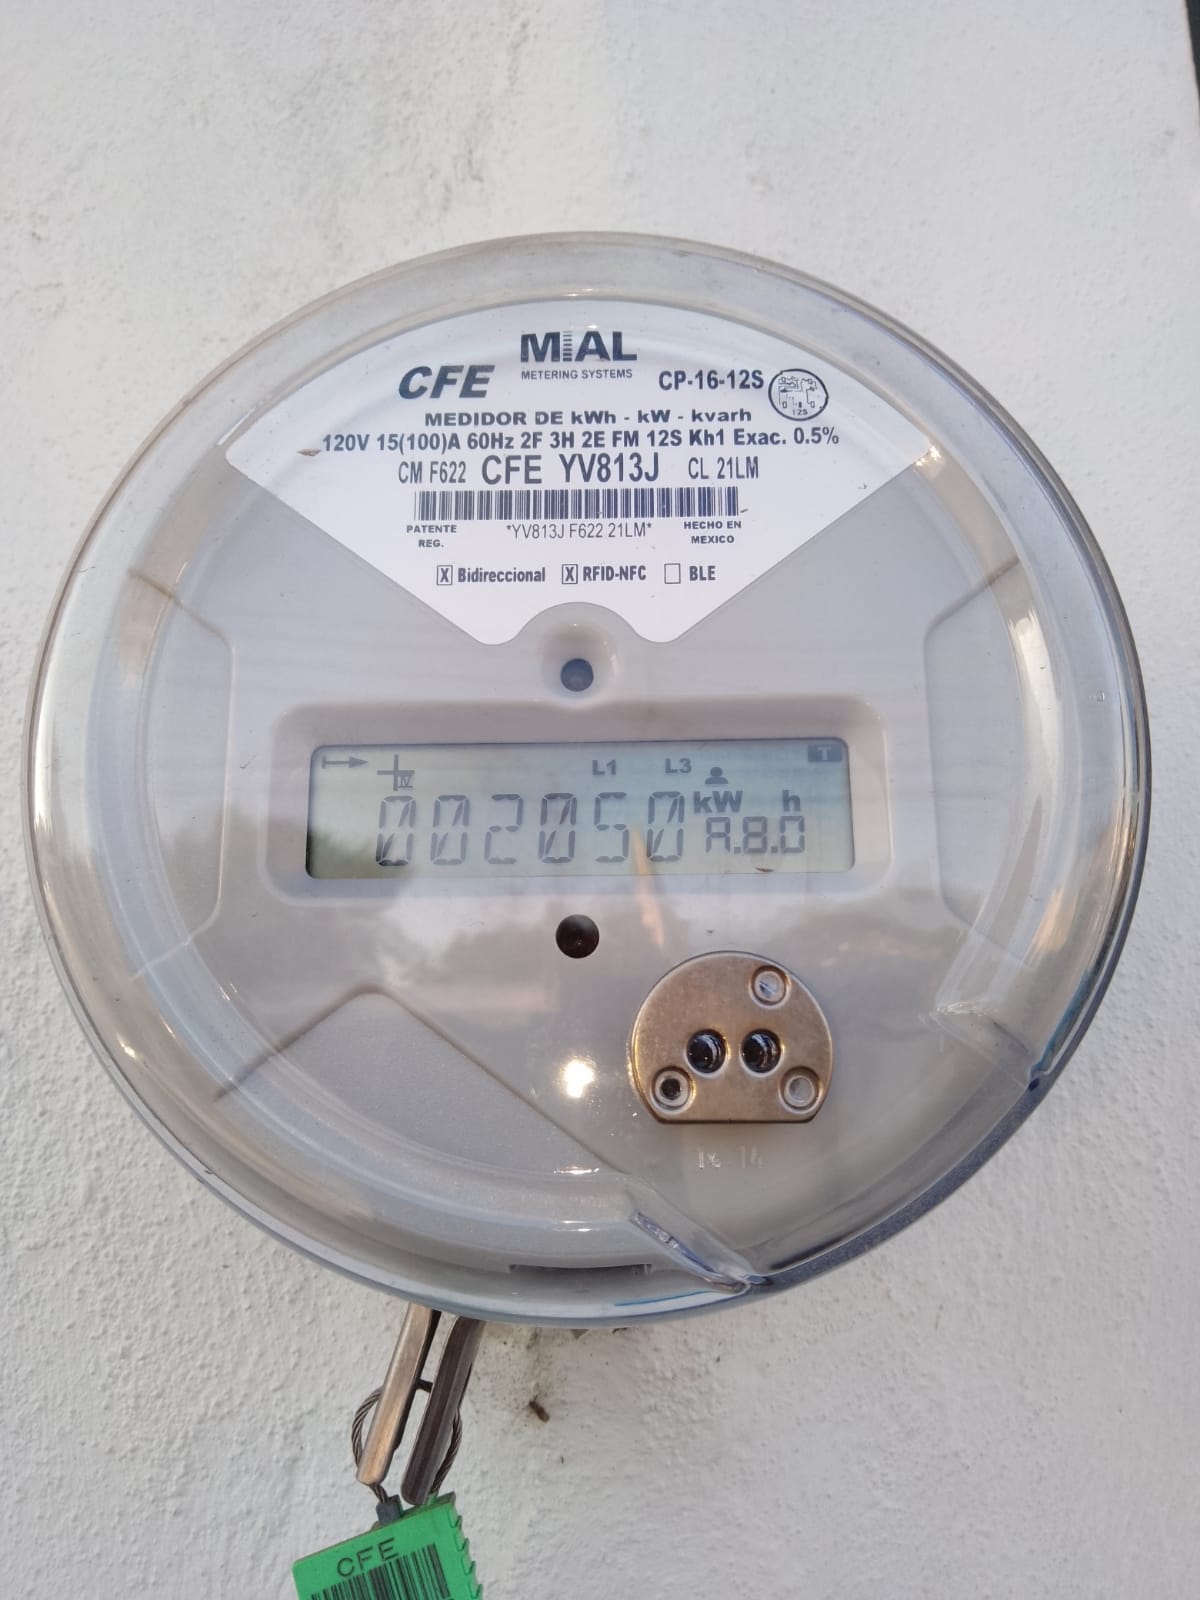 MIAL
METERING SYSTEMS
CFE
CP-16-12S
12S
MEDIDOR DE kWh - kW - kvarh
120V 15(100)A 60Hz 2F 3H 2E FM 12S Kh1 Exac. 0.5%
CM F622 CFE YV813J CL 21LM
PATENTE REG.
*YV813J F622 21LM*
HECHO EN MEXICO
X Bidireccional X RFID-NFC BLE
IV L1 L3 T
002050 kW h
A.8.0
CFE